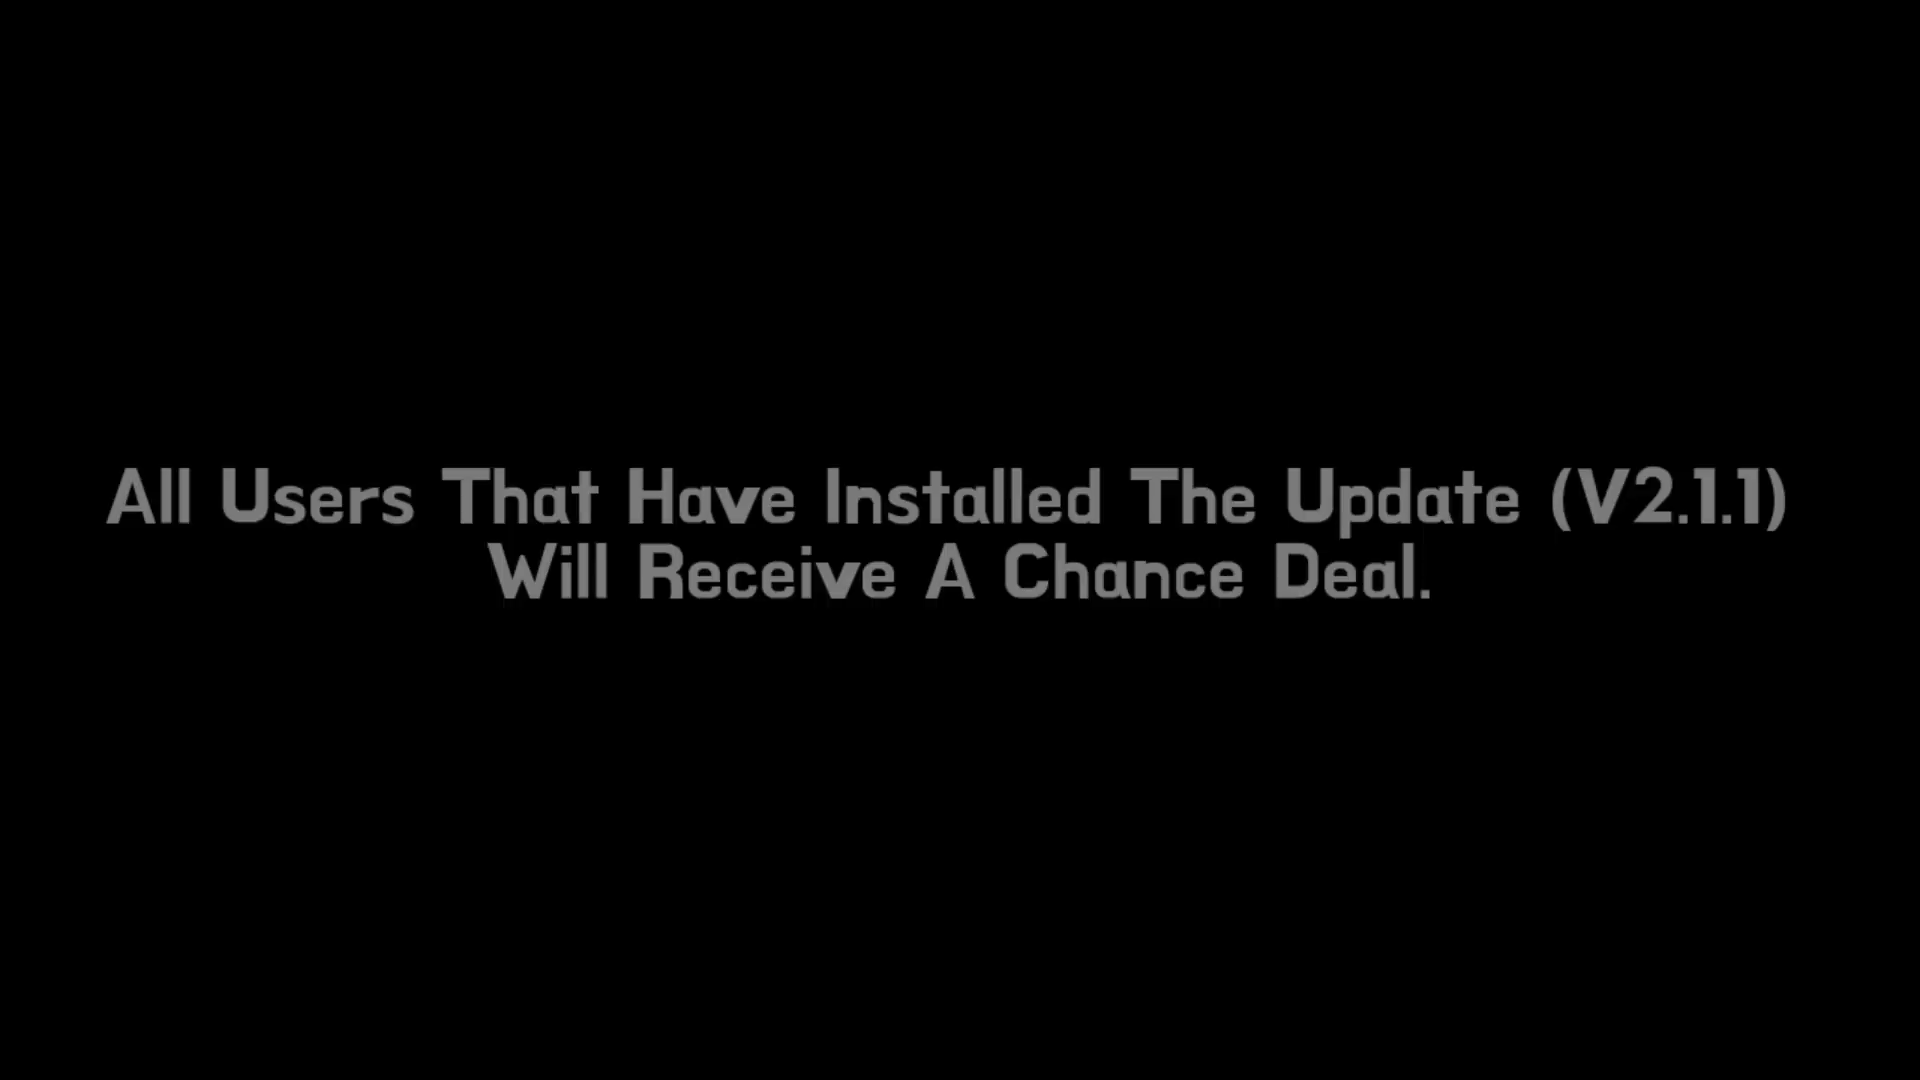 All Users That Have Installed The Update (V2.1.1)
Will Receive A Chance Deal.